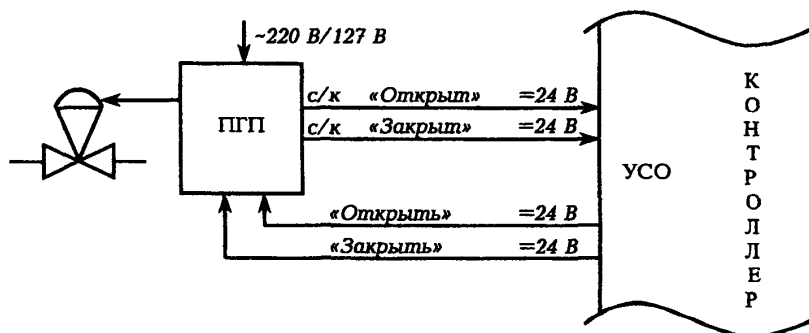 ~220 В/127 В
с/к «Открыт» =24 В
ПГП
с/к «Закрыт» =24 В
УСО
«Открыть» =24 В
«Закрыть» =24 В
КОНТРОЛЛЕР